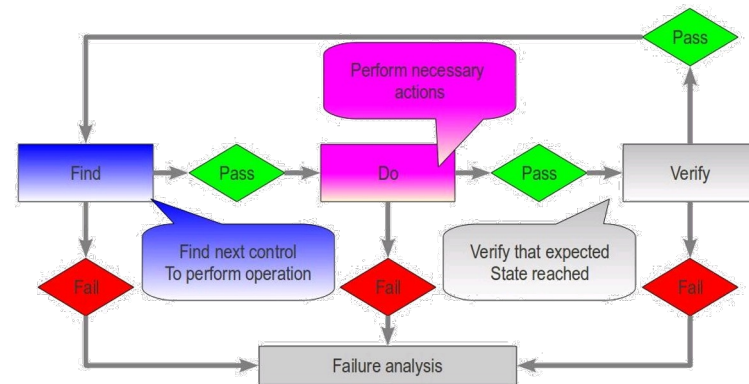 Pass
Perform necessary
actions
Find
Pass
Do
Pass
Verify
Find next control
To perform operation
Verify that expected
State reached
Fail
Fail
Fail
Failure analysis